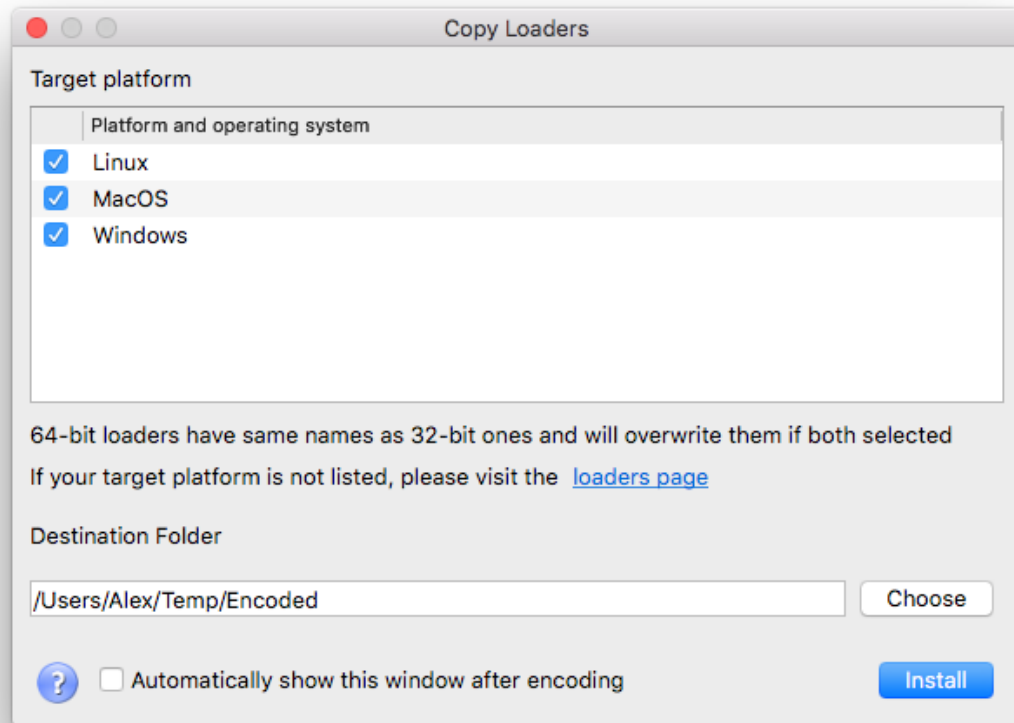 Copy Loaders
Target platform
Platform and operating system
Linux
MacOS
Windows
64-bit loaders have same names as 32-bit ones and will overwrite them if both selected
If your target platform is not listed, please visit the loaders page
Destination Folder
/Users/Alex/Temp/Encoded
Choose
? Automatically show this window after encoding
Install